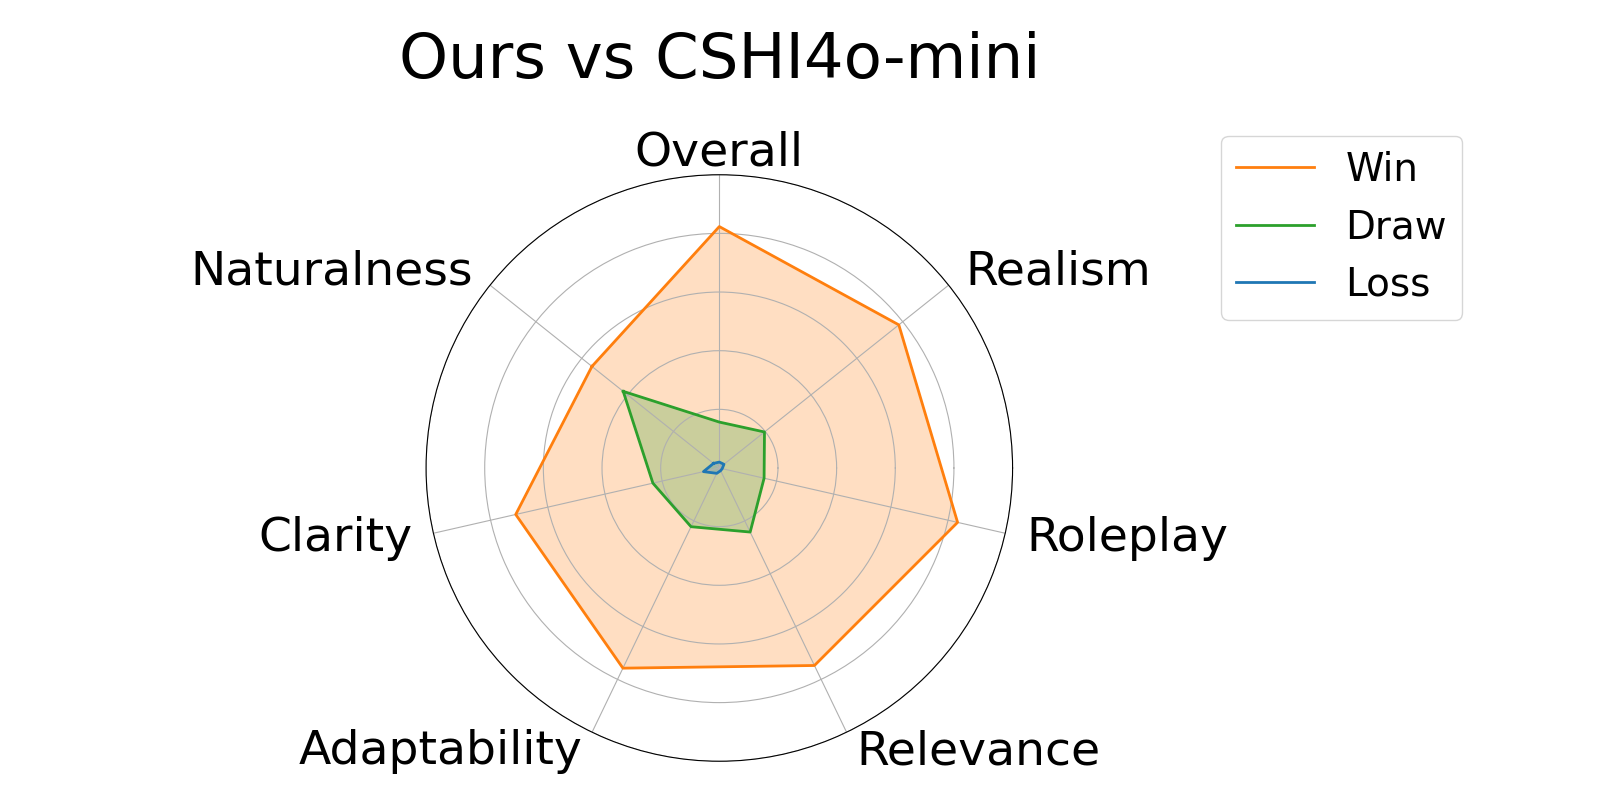 Ours vs CSHI4o-mini
Overall
Naturalness
Realism
Clarity
Roleplay
Adaptability
Relevance
Win
Draw
Loss